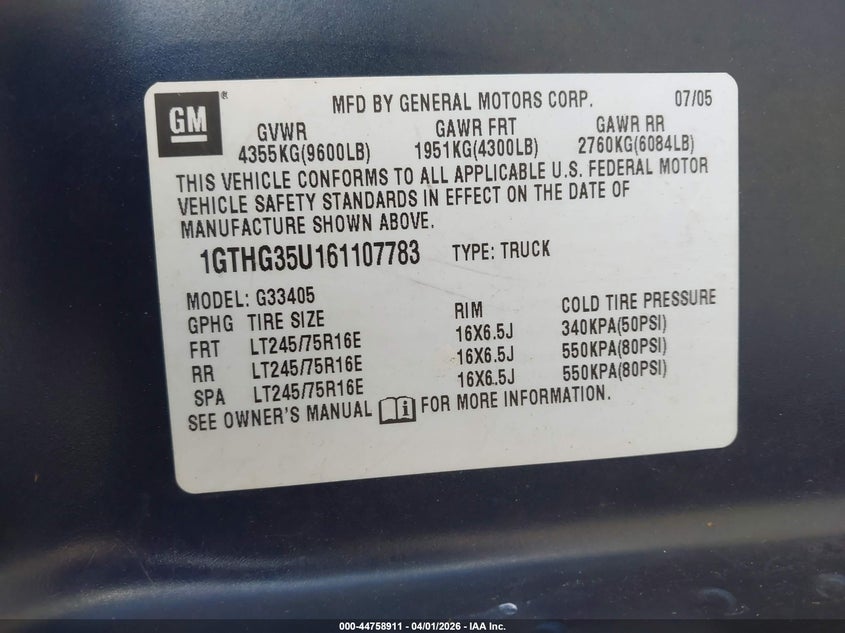 GM ®
MFD BY GENERAL MOTORS CORP. 07/05
GVWR GAWR FRT GAWR RR
4355KG(9600LB) 1951KG(4300LB) 2760KG(6084LB)
THIS VEHICLE CONFORMS TO ALL APPLICABLE U.S. FEDERAL MOTOR
VEHICLE SAFETY STANDARDS IN EFFECT ON THE DATE OF
MANUFACTURE SHOWN ABOVE.
1GTHG35U161107783 TYPE: TRUCK
MODEL: G33405
GPHG TIRE SIZE RIM COLD TIRE PRESSURE
FRT LT245/75R16E 16X6.5J 340KPA(50PSI)
RR LT245/75R16E 16X6.5J 550KPA(80PSI)
SPA LT245/75R16E 16X6.5J 550KPA(80PSI)
SEE OWNER'S MANUAL i FOR MORE INFORMATION.
000-44758911 - 04/01/2026 - IAA Inc.